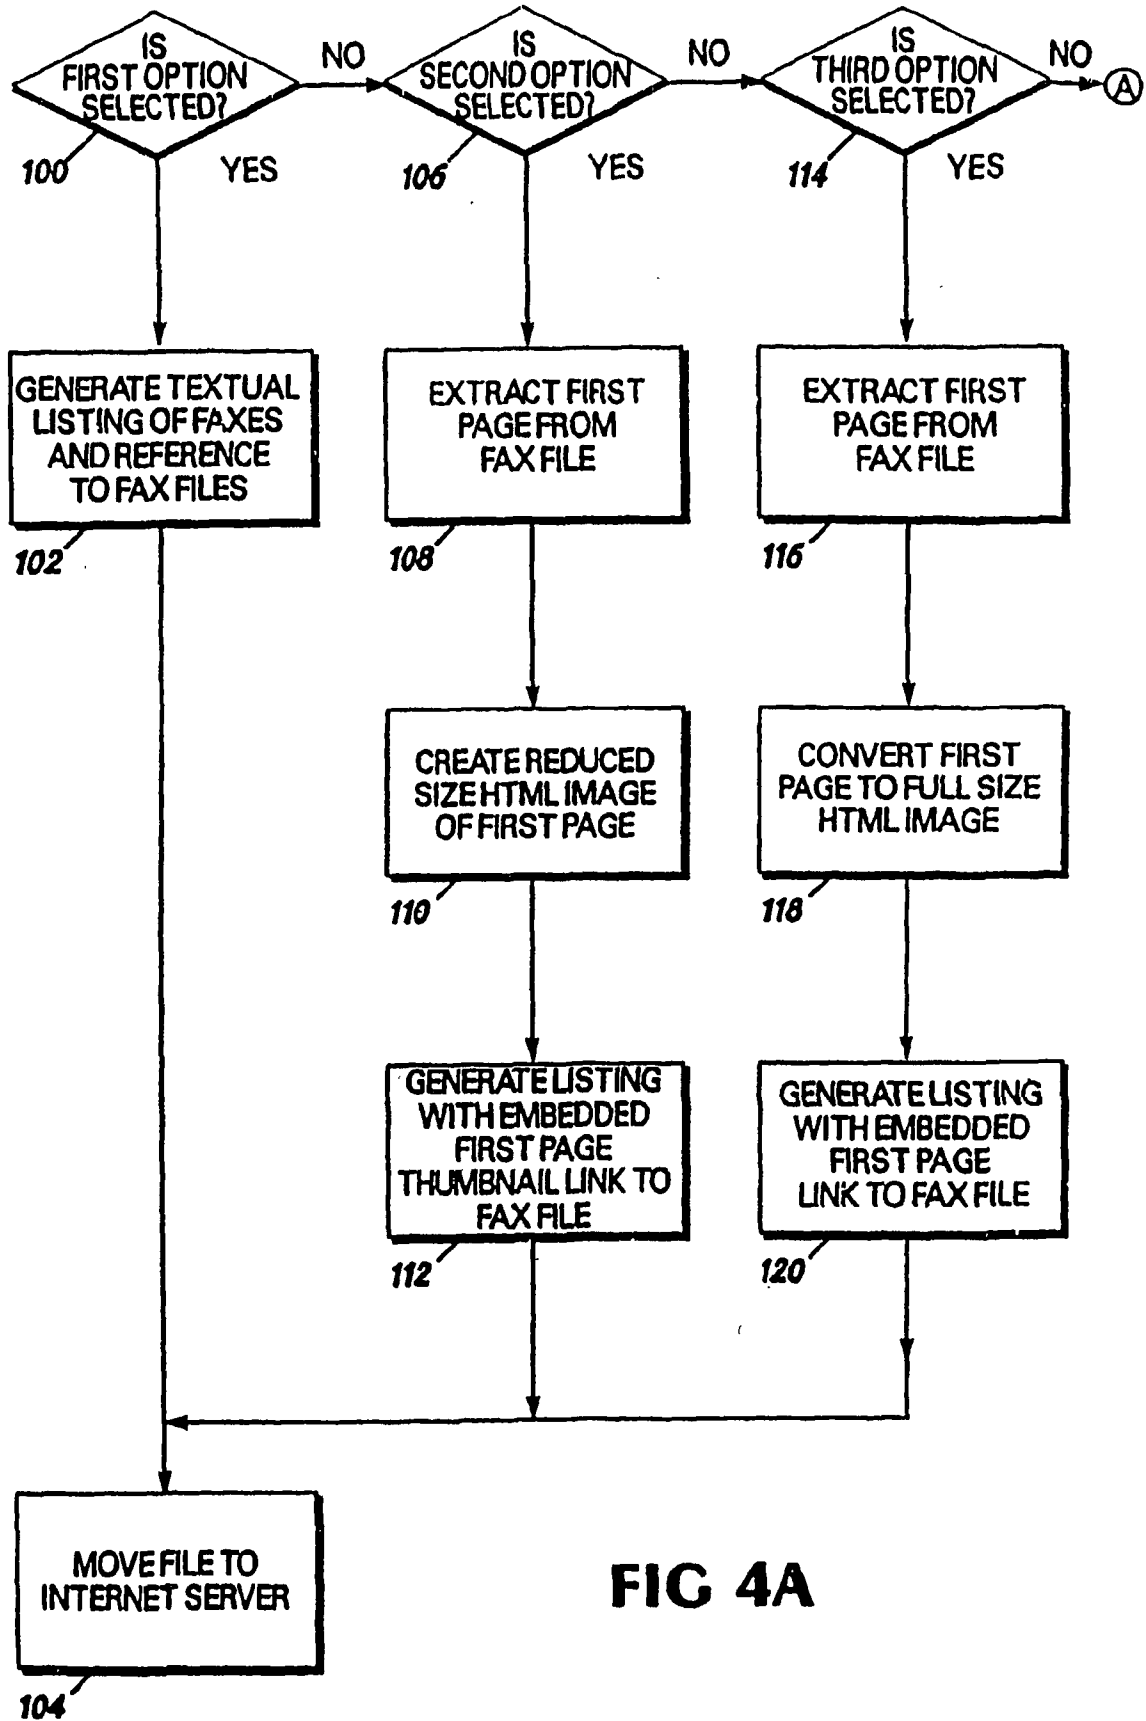 IS
FIRST OPTION
SELECTED?
NO
100
YES
IS
SECOND OPTION
SELECTED?
NO
106
YES
IS
THIRD OPTION
SELECTED?
NO
A
114
YES
GENERATE TEXTUAL
LISTING OF FAXES
AND REFERENCE
TO FAX FILES
102
EXTRACT FIRST
PAGE FROM
FAX FILE
108
EXTRACT FIRST
PAGE FROM
FAX FILE
116
CREATE REDUCED
SIZE HTML IMAGE
OF FIRST PAGE
110
CONVERT FIRST
PAGE TO FULL SIZE
HTML IMAGE
118
GENERATE LISTING
WITH EMBEDDED
FIRST PAGE
THUMBNAIL LINK TO
FAX FILE
112
GENERATE LISTING
WITH EMBEDDED
FIRST PAGE
LINK TO FAX FILE
120
MOVE FILE TO
INTERNET SERVER
104
FIG 4A